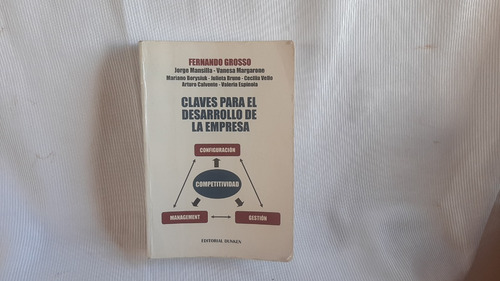 FERNANDO GROSSO
Jorge Mansilla - Vanesa Margarone
Mariano Borysiuk - Julieta Bruno - Cecilia Vello
Arturo Calvente - Valeria Espinola
CLAVES PARA EL
DESARROLLO DE
LA EMPRESA
CONFIGURACIÓN
COMPETITIVIDAD
MANAGEMENT
GESTIÓN
EDITORIAL DUNKEN